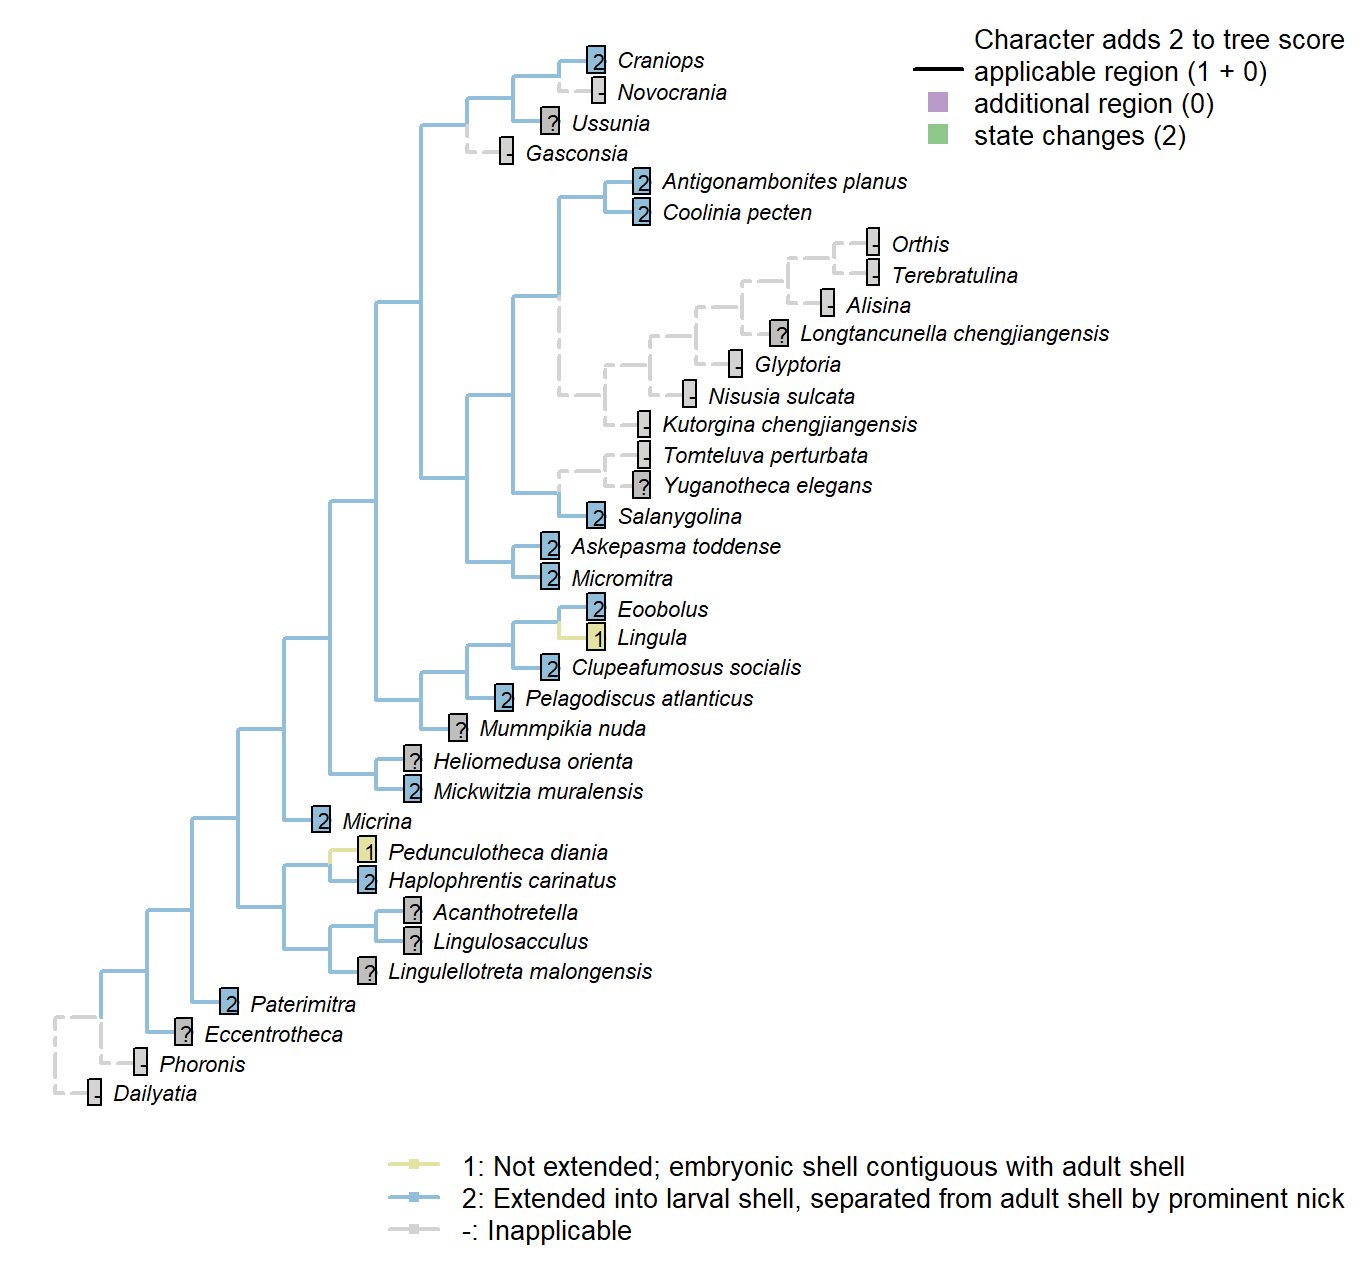 Character adds 2 to tree score
applicable region (1 + 0)
additional region (0)
state changes (2)
2 Craniops
- Novocrania
? Ussunia
- Gasconsia
2 Antigonambonites planus
2 Coolinia pecten
- Orthis
- Terebratulina
- Alisina
? Longtancunella chengjiangensis
- Glyptoria
- Nisusia sulcata
- Kutorgina chengjiangensis
- Tomteluva perturbata
? Yuganotheca elegans
2 Salanygolina
2 Askepasma toddense
2 Micromitra
2 Eoobolus
1 Lingula
2 Clupeafumosus socialis
2 Pelagodiscus atlanticus
? Mummpikia nuda
? Heliomedusa orienta
2 Mickwitzia muralensis
2 Micrina
1 Pedunculotheca diania
2 Haplophrentis carinatus
? Acanthotretella
? Lingulosacculus
? Lingulellotreta malongensis
2 Paterimitra
? Eccentrotheca
- Phoronis
- Dailyatia
1: Not extended; embryonic shell contiguous with adult shell
2: Extended into larval shell, separated from adult shell by prominent nick
-: Inapplicable